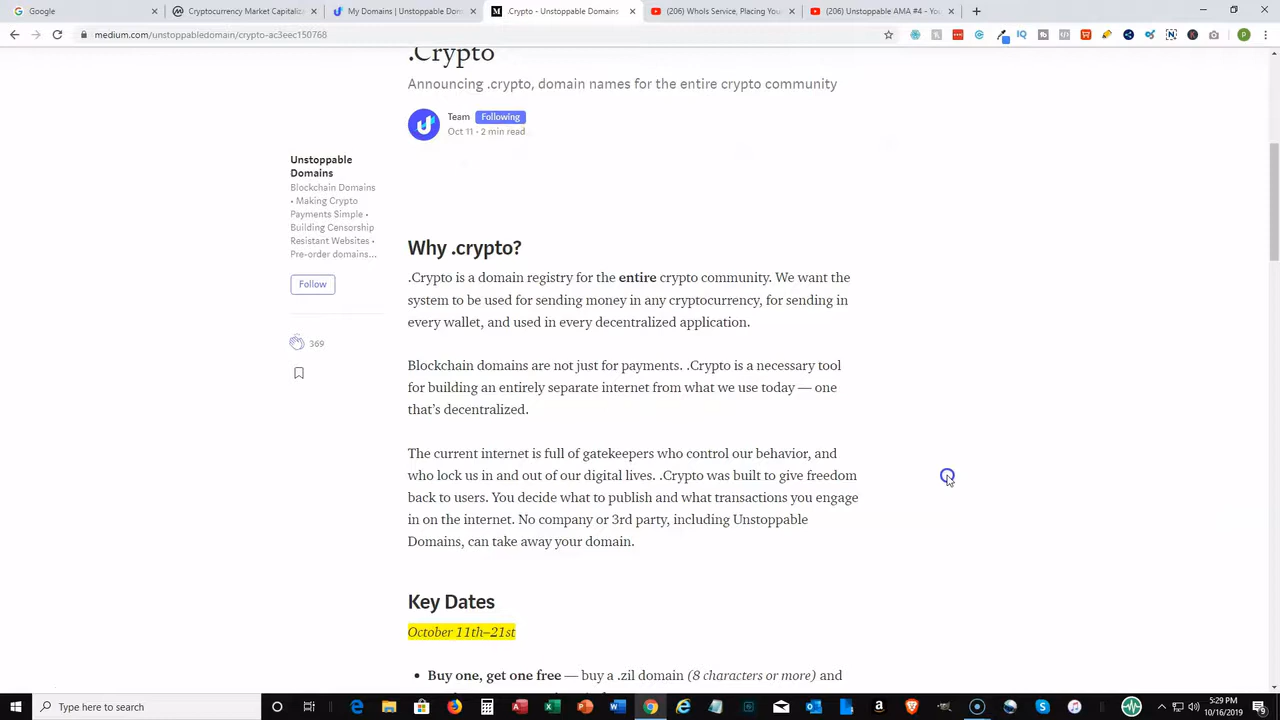 Google
Cryptocurrency Market Capitaliz
My Domains | Unstoppable Dom
.Crypto - Unstoppable Domains
(206) WhoIs Service, Placing Your
(206) Unstoppable AMA #4 - You
medium.com/unstoppabledomain/crypto-ac3eec150768
.Crypto
Announcing .crypto, domain names for the entire crypto community
Team Following
Oct 11 · 2 min read
Unstoppable
Domains
Blockchain Domains
• Making Crypto
Payments Simple •
Building Censorship
Resistant Websites •
Pre-order domains...
Follow
369
Why .crypto?
.Crypto is a domain registry for the entire crypto community. We want the
system to be used for sending money in any cryptocurrency, for sending in
every wallet, and used in every decentralized application.
Blockchain domains are not just for payments. .Crypto is a necessary tool
for building an entirely separate internet from what we use today — one
that’s decentralized.
The current internet is full of gatekeepers who control our behavior, and
who lock us in and out of our digital lives. .Crypto was built to give freedom
back to users. You decide what to publish and what transactions you engage
in on the internet. No company or 3rd party, including Unstoppable
Domains, can take away your domain.
Key Dates
October 11th–21st
• Buy one, get one free — buy a .zil domain (8 characters or more) and
Type here to search
5:29 PM
10/16/2019